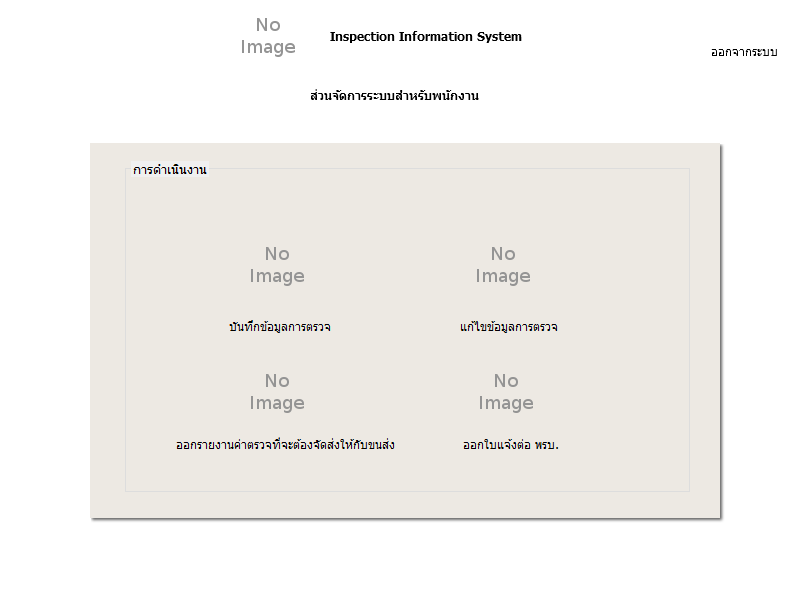 No
Image
Inspection Information System
ออกจากระบบ
ส่วนจัดการระบบสำหรับพนักงาน
การดำเนินงาน
No
Image
No
Image
บันทึกข้อมูลการตรวจ
แก้ไขข้อมูลการตรวจ
No
Image
No
Image
ออกรายงานค่าตรวจที่จะต้องจัดส่งให้กับขนส่ง
ออกใบแจ้งต่อ พรบ.